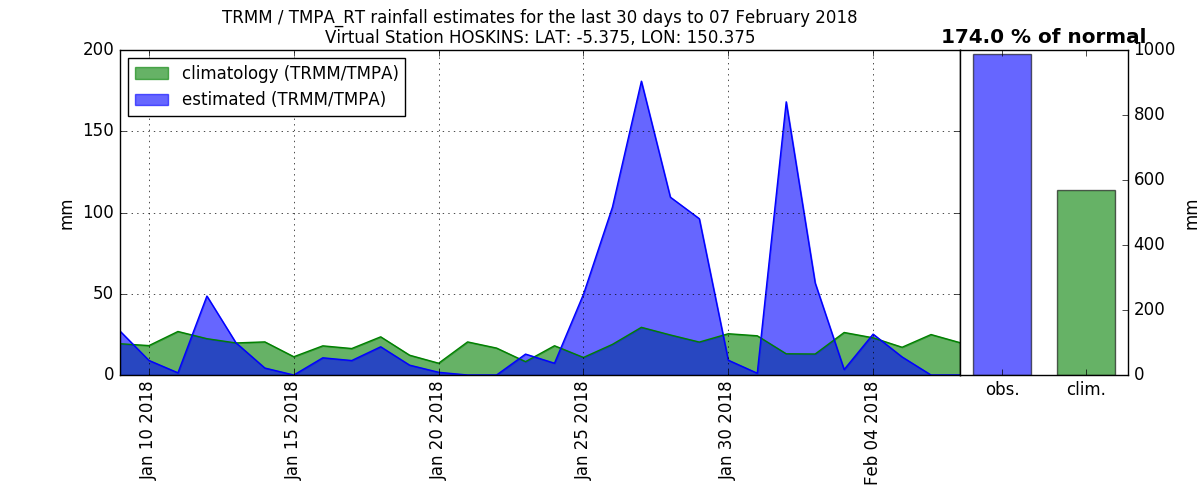 TRMM / TMPA_RT rainfall estimates for the last 30 days to 07 February 2018
Virtual Station HOSKINS: LAT: -5.375, LON: 150.375
174.0 % of normal
climatology (TRMM/TMPA)
estimated (TRMM/TMPA)
200
150
100
50
0
mm
1000
800
600
400
200
0
mm
obs.
clim.
Jan 10 2018
Jan 15 2018
Jan 20 2018
Jan 25 2018
Jan 30 2018
Feb 04 2018